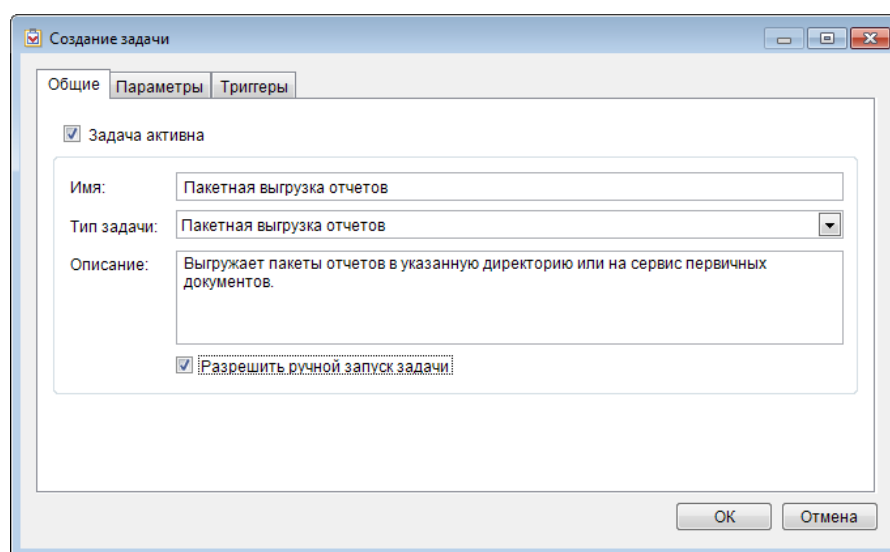 Создание задачи
Общие Параметры Триггеры
Задача активна
Имя: Пакетная выгрузка отчетов
Тип задачи: Пакетная выгрузка отчетов
Описание: Выгружает пакеты отчетов в указанную директорию или на сервис первичных
документов.
Разрешить ручной запуск задачи
ОК Отмена